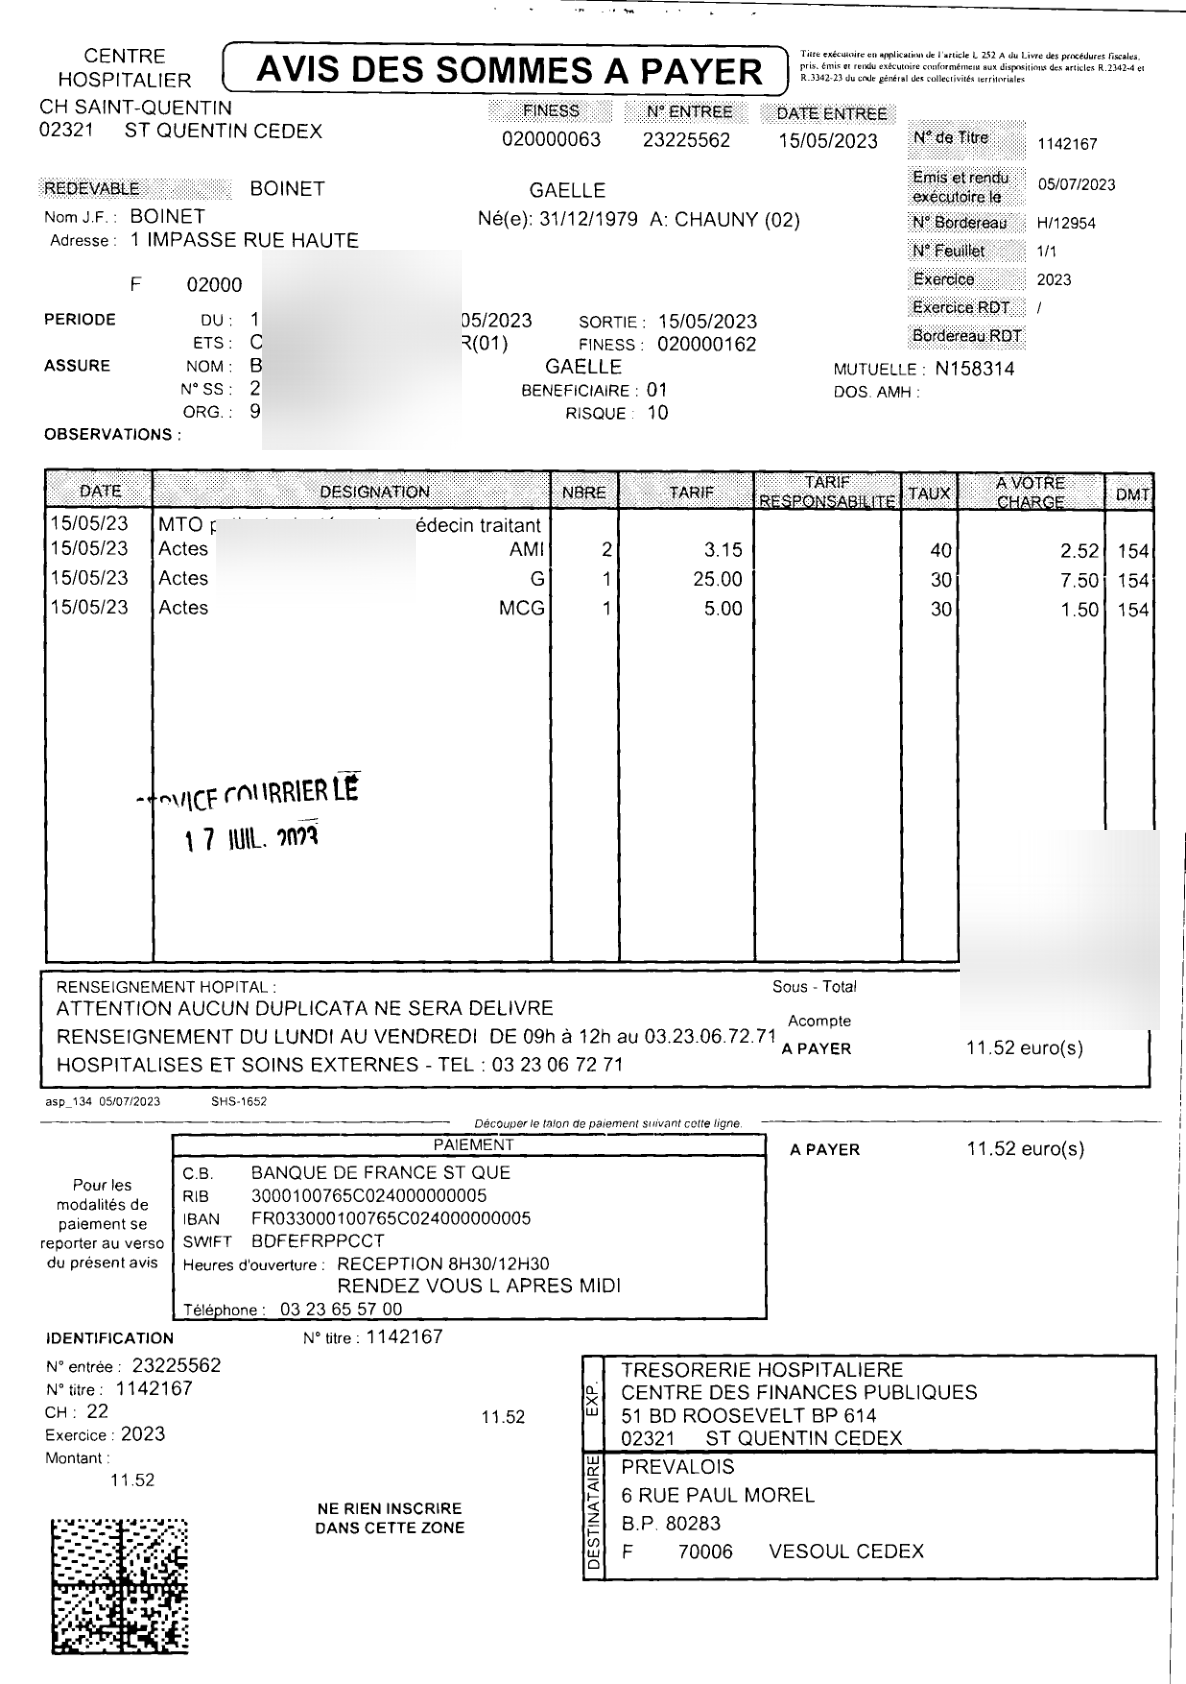 CENTRE HOSPITALIER
AVIS DES SOMMES A PAYER
Titre exécutoire en application de l'article L 252 A du Livre des procédures fiscales,
pris, émis et rendu exécutoire conformément aux dispositions des articles R.2342-4 et
R.3342-23 du code général des collectivités territoriales
CH SAINT-QUENTIN
02321 ST QUENTIN CEDEX
FINESS N° ENTREE DATE ENTREE
020000063 23225562 15/05/2023
N° de Titre 1142167
Emis et rendu exécutoire le 05/07/2023
N° Bordereau H/12954
N° Feuillet 1/1
Exercice 2023
Exercice RDT /
Bordereau RDT
REDEVABLE BOINET GAELLE
Nom J.F. : BOINET Né(e): 31/12/1979 A: CHAUNY (02)
Adresse : 1 IMPASSE RUE HAUTE
F 02000
PERIODE DU : 1 05/2023 SORTIE : 15/05/2023
ETS : C R(01) FINESS : 020000162
ASSURE NOM : B GAELLE MUTUELLE : N158314
N° SS : 2 BENEFICIAIRE : 01 DOS. AMH :
ORG. : 9 RISQUE : 10
OBSERVATIONS :
DATE DESIGNATION NBRE TARIF TARIF RESPONSABILITE TAUX A VOTRE CHARGE DMT
15/05/23 MTO édecin traitant
15/05/23 Actes AMI 2 3.15 40 2.52 154
15/05/23 Actes G 1 25.00 30 7.50 154
15/05/23 Actes MCG 1 5.00 30 1.50 154
COURRIER LE
17 JUIL. 2023
RENSEIGNEMENT HOPITAL : Sous - Total
ATTENTION AUCUN DUPLICATA NE SERA DELIVRE
Acompte
RENSEIGNEMENT DU LUNDI AU VENDREDI DE 09h à 12h au 03.23.06.72.71
A PAYER 11.52 euro(s)
HOSPITALISES ET SOINS EXTERNES - TEL : 03 23 06 72 71
asp_134 05/07/2023 SHS-1652
Découper le talon de paiement suivant cette ligne.
PAIEMENT
A PAYER 11.52 euro(s)
Pour les
modalités de
paiement se
reporter au verso
du présent avis
C.B. BANQUE DE FRANCE ST QUE
RIB 3000100765C024000000005
IBAN FR033000100765C024000000005
SWIFT BDFEFRPPCCT
Heures d'ouverture : RECEPTION 8H30/12H30
RENDEZ VOUS L APRES MIDI
Téléphone : 03 23 65 57 00
IDENTIFICATION N° titre : 1142167
N° entrée : 23225562
N° titre : 1142167
CH : 22
11.52
Exercice : 2023
Montant :
11.52
NE RIEN INSCRIRE
DANS CETTE ZONE
EXP.
TRESORERIE HOSPITALIERE
CENTRE DES FINANCES PUBLIQUES
51 BD ROOSEVELT BP 614
02321 ST QUENTIN CEDEX
DESTINATAIRE
PREVALOIS
6 RUE PAUL MOREL
B.P. 80283
F 70006 VESOUL CEDEX